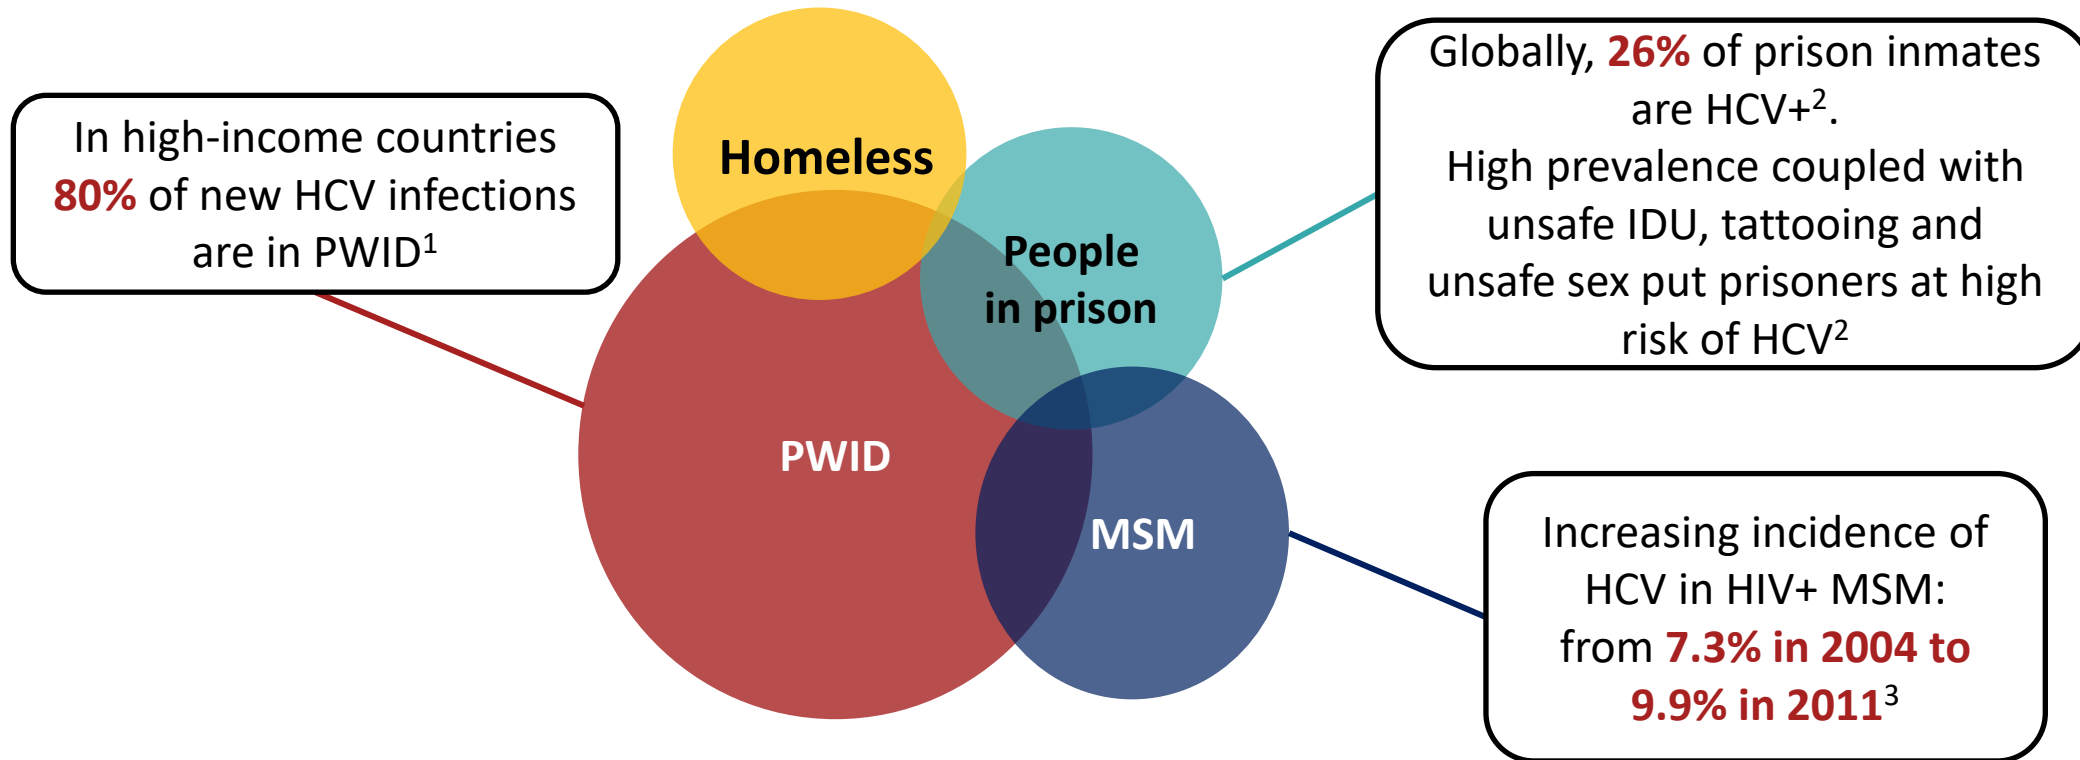 In high-income countries
80% of new HCV infections
are in PWID¹
Homeless
People
in prison
PWID
MSM
Globally, 26% of prison inmates
are HCV+².
High prevalence coupled with
unsafe IDU, tattooing and
unsafe sex put prisoners at high
risk of HCV²
Increasing incidence of
HCV in HIV+ MSM:
from 7.3% in 2004 to
9.9% in 2011³